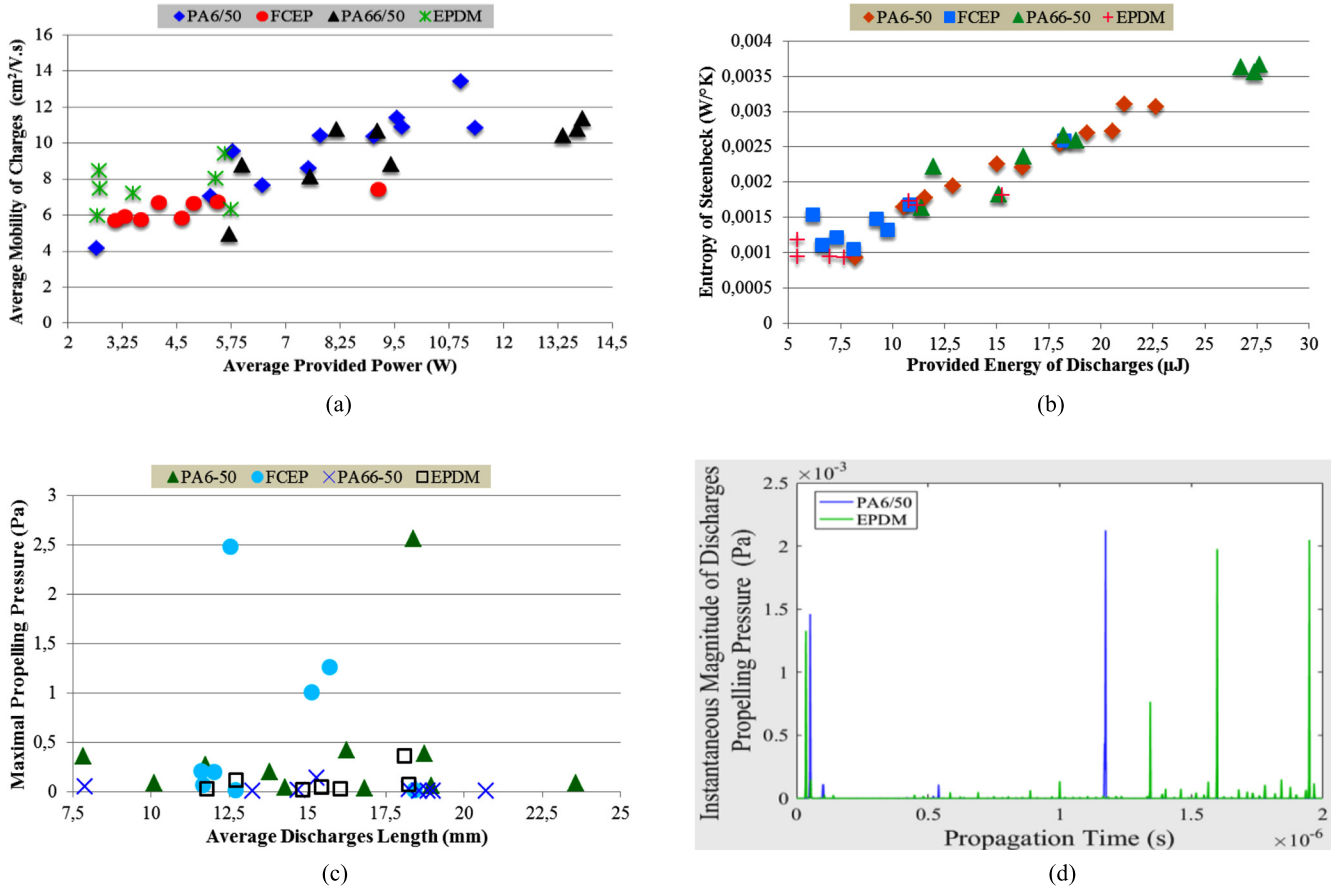 PA6/50 FCEP PA66/50 EPDM
Average Mobility of Charges (cm²/V.s)
16
14
12
10
8
6
4
2
0
2 3,25 4,5 5,75 7 8,25 9,5 10,75 12 13,25 14,5
Average Provided Power (W)
(a)
PA6-50 FCEP PA66-50 EPDM
Entropy of Steenbeck (W/°K)
0,004
0,0035
0,003
0,0025
0,002
0,0015
0,001
0,0005
0
5 7,5 10 12,5 15 17,5 20 22,5 25 27,5 30
Provided Energy of Discharges (µJ)
(b)
PA6-50 FCEP PA66-50 EPDM
Maximal Propelling Pressure (Pa)
3
2,5
2
1,5
1
0,5
0
7,5 10 12,5 15 17,5 20 22,5 25
Average Discharges Length (mm)
(c)
×10⁻³
Instantaneous Magnitude of Discharges
Propelling Pressure (Pa)
2.5
2
1.5
1
0.5
0
PA6/50
EPDM
0 0.5 1 1.5 2
×10⁻⁶
Propagation Time (s)
(d)